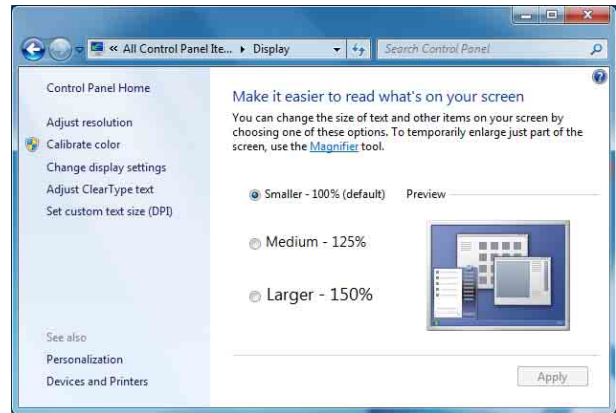 « All Control Panel Ite... ▸ Display
Search Control Panel
Control Panel Home
Adjust resolution
Calibrate color
Change display settings
Adjust ClearType text
Set custom text size (DPI)
See also
Personalization
Devices and Printers
Make it easier to read what's on your screen
You can change the size of text and other items on your screen by
choosing one of these options. To temporarily enlarge just part of the
screen, use the Magnifier tool.
Smaller - 100% (default)
Preview
Medium - 125%
Larger - 150%
Apply